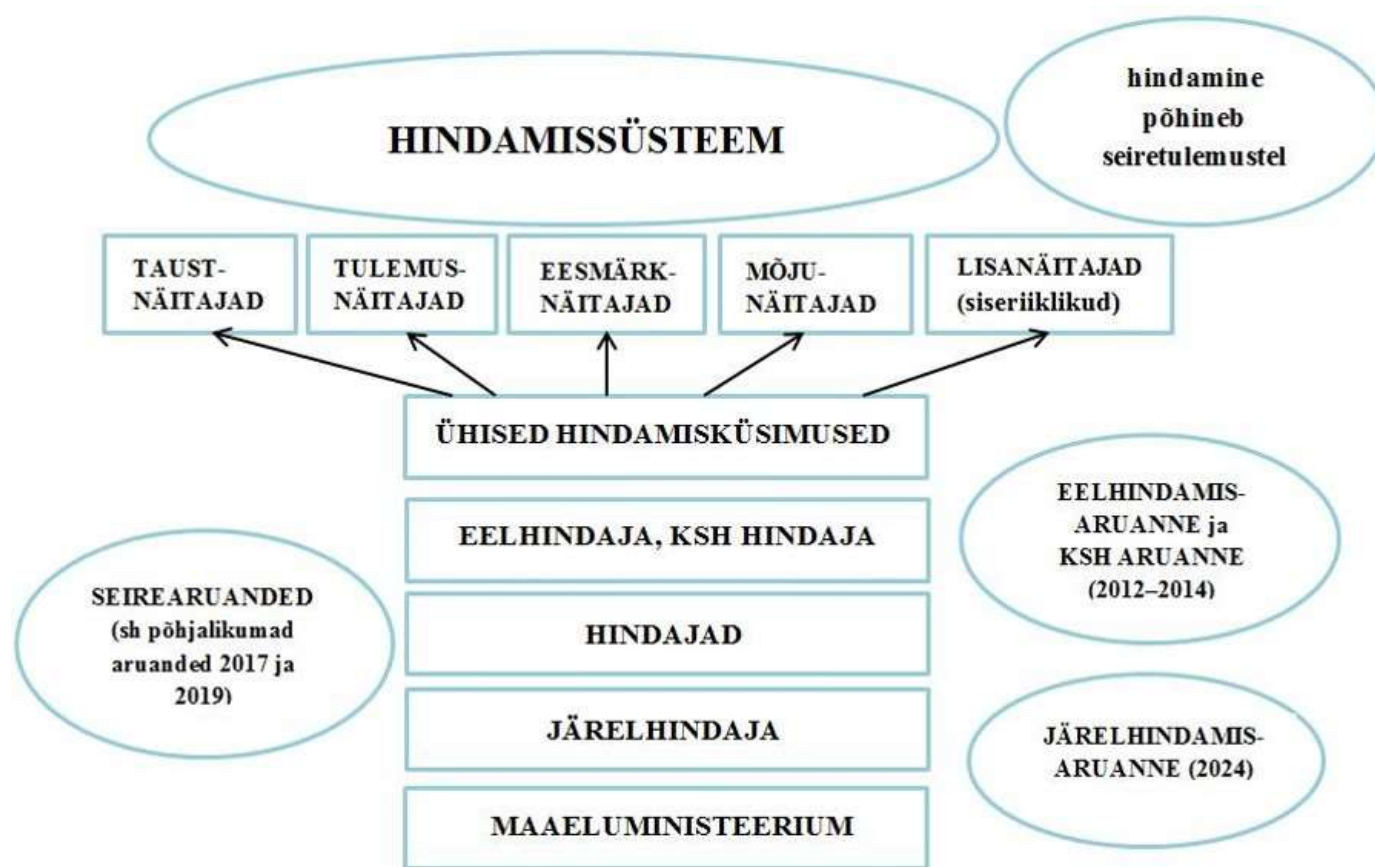 HINDAMISSÜSTEEM
hindamine
põhineb
seiretulemustel
TAUST-
NÄITAJAD
TULEMUS-
NÄITAJAD
EESMÄRK-
NÄITAJAD
MÕJU-
NÄITAJAD
LISANÄITAJAD
(siseriiklikud)
ÜHISED HINDAMISKÜSIMUSED
EELHINDAJA, KSH HINDAJA
HINDAJAD
JÄRELHINDAJA
MAAELUMINISTEERIUM
SEIREARUANDED
(sh põhjalikumad
aruanded 2017 ja
2019)
EELHINDAMIS-
ARUANNE ja
KSH ARUANNE
(2012–2014)
JÄRELHINDAMIS-
ARUANNE (2024)